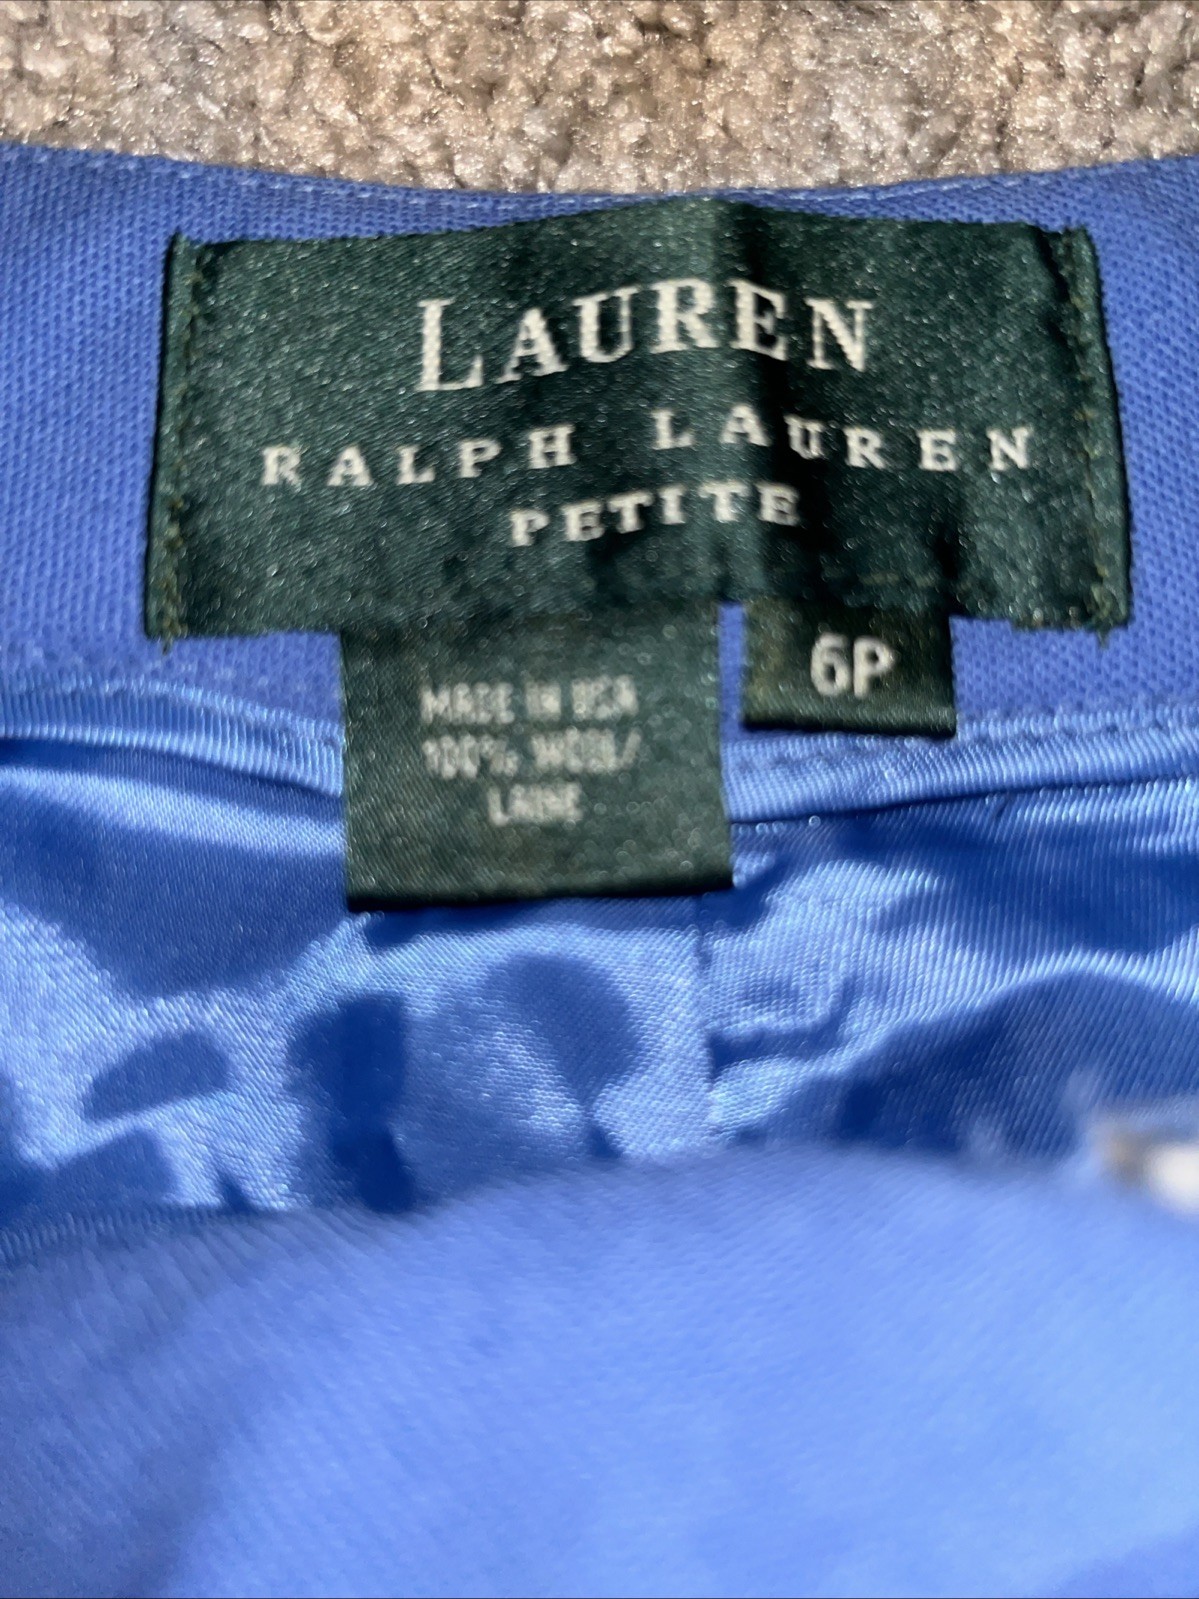 LAUREN
RALPH LAUREN
PETITE
6P
MADE IN USA
100% WOOL/
LAINE